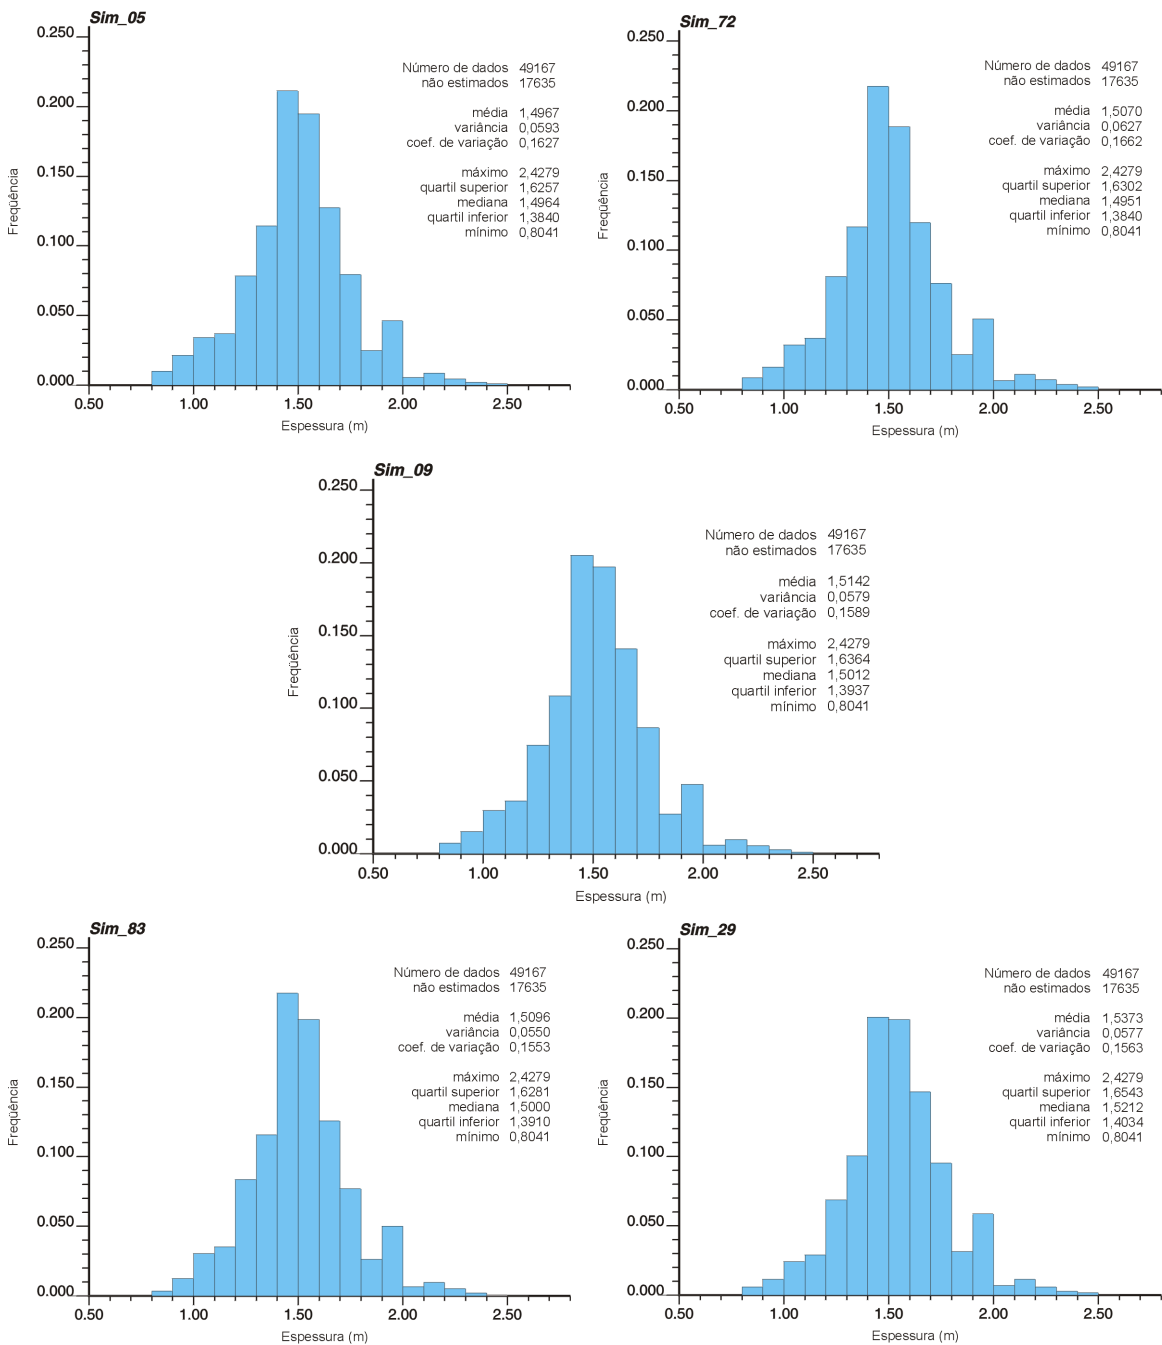 Sim_05
0.250
0.200
0.150
0.100
0.050
0.000
Freqüência
0.50 1.00 1.50 2.00 2.50
Espessura (m)
Número de dados 49167
não estimados 17635
média 1,4967
variância 0,0593
coef. de variação 0,1627
máximo 2,4279
quartil superior 1,6257
mediana 1,4964
quartil inferior 1,3840
mínimo 0,8041
Sim_72
0.250
0.200
0.150
0.100
0.050
0.000
Freqüência
0.50 1.00 1.50 2.00 2.50
Espessura (m)
Número de dados 49167
não estimados 17635
média 1,5070
variância 0,0627
coef. de variação 0,1662
máximo 2,4279
quartil superior 1,6302
mediana 1,4951
quartil inferior 1,3840
mínimo 0,8041
Sim_09
0.250
0.200
0.150
0.100
0.050
0.000
Freqüência
0.50 1.00 1.50 2.00 2.50
Espessura (m)
Número de dados 49167
não estimados 17635
média 1,5142
variância 0,0579
coef. de variação 0,1589
máximo 2,4279
quartil superior 1,6364
mediana 1,5012
quartil inferior 1,3937
mínimo 0,8041
Sim_83
0.250
0.200
0.150
0.100
0.050
0.000
Freqüência
0.50 1.00 1.50 2.00 2.50
Espessura (m)
Número de dados 49167
não estimados 17635
média 1,5096
variância 0,0550
coef. de variação 0,1553
máximo 2,4279
quartil superior 1,6281
mediana 1,5000
quartil inferior 1,3910
mínimo 0,8041
Sim_29
0.250
0.200
0.150
0.100
0.050
0.000
Freqüência
0.50 1.00 1.50 2.00 2.50
Espessura (m)
Número de dados 49167
não estimados 17635
média 1,5373
variância 0,0577
coef. de variação 0,1563
máximo 2,4279
quartil superior 1,6543
mediana 1,5212
quartil inferior 1,4034
mínimo 0,8041